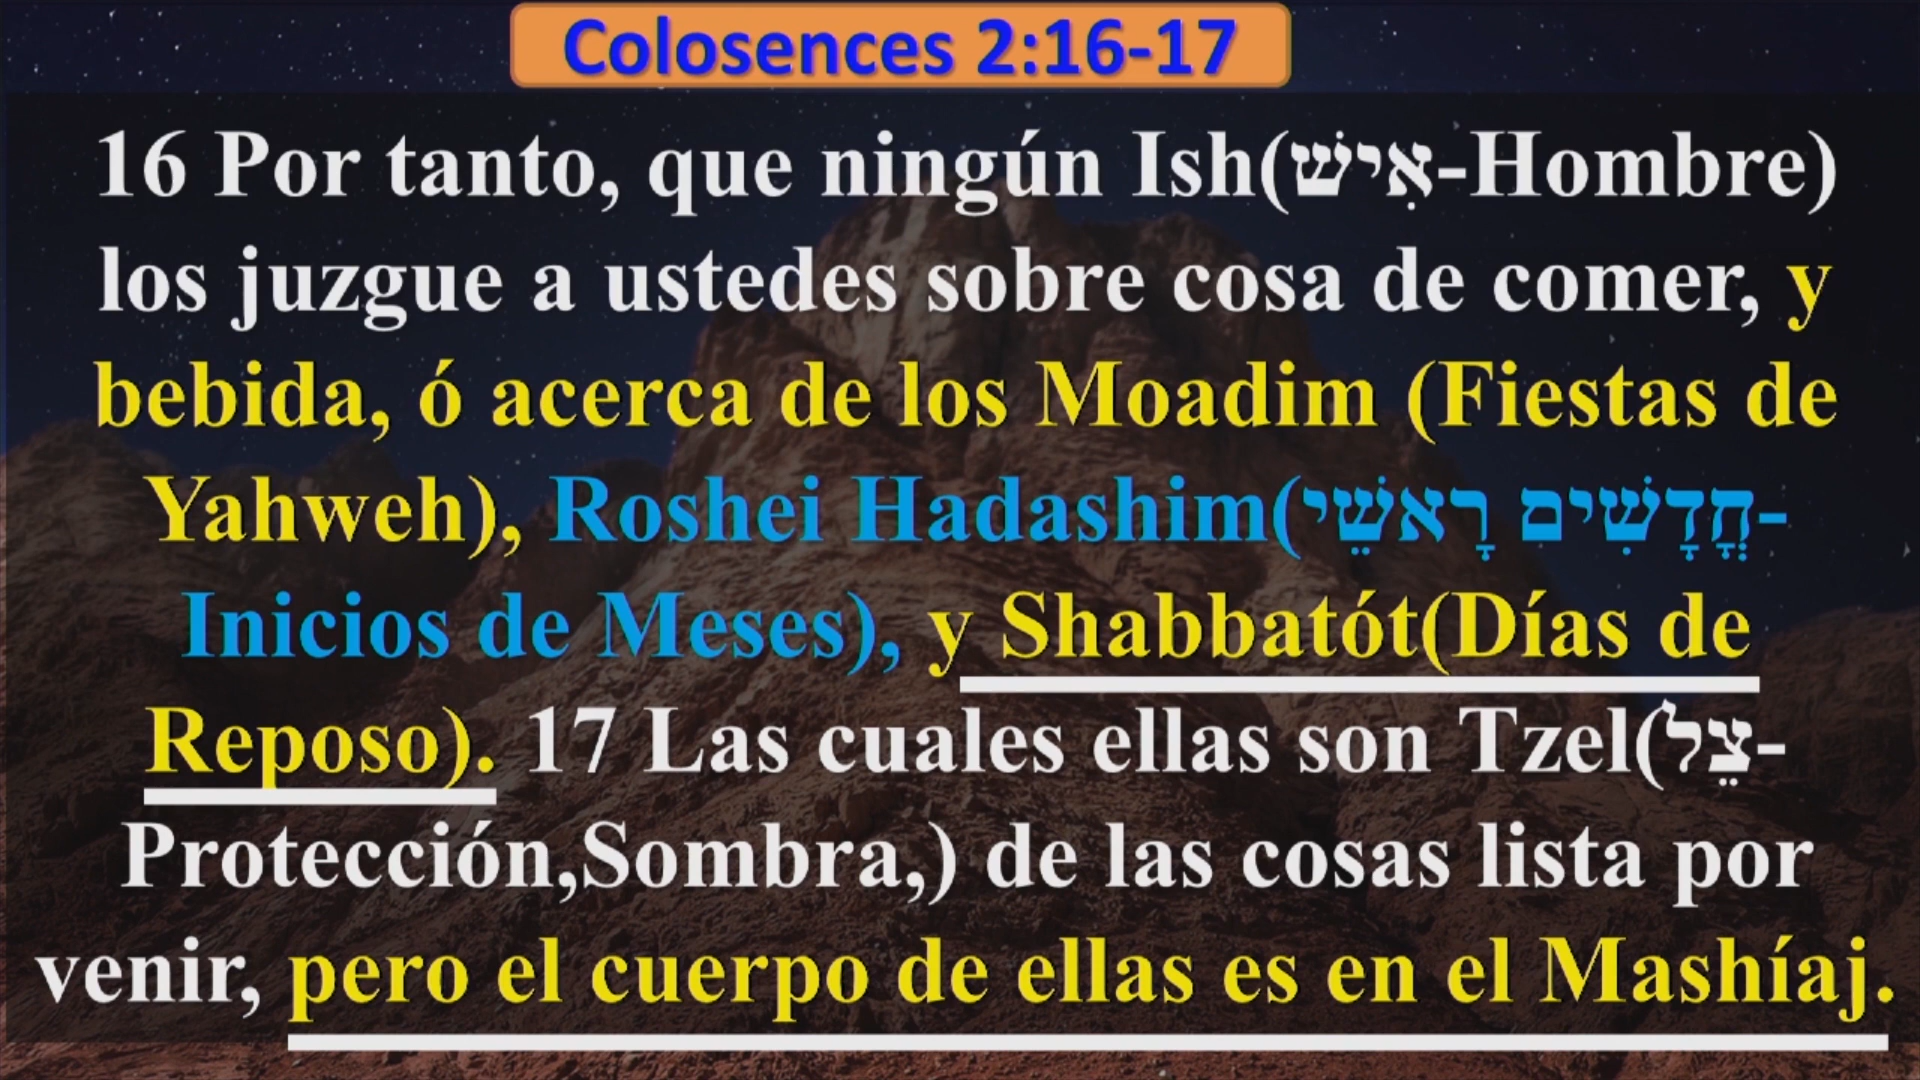 Colosences 2:16-17
16 Por tanto, que ningún Ish(אִישׁ-Hombre)
los juzgue a ustedes sobre cosa de comer, y
bebida, ó acerca de los Moadim (Fiestas de
Yahweh), Roshei Hadashim(חֳדָשִׁים רָאשֵׁי-
Inicios de Meses), y Shabbatót(Días de
Reposo). 17 Las cuales ellas son Tzel(צֵל-
Protección,Sombra,) de las cosas lista por
venir, pero el cuerpo de ellas es en el Mashíaj.